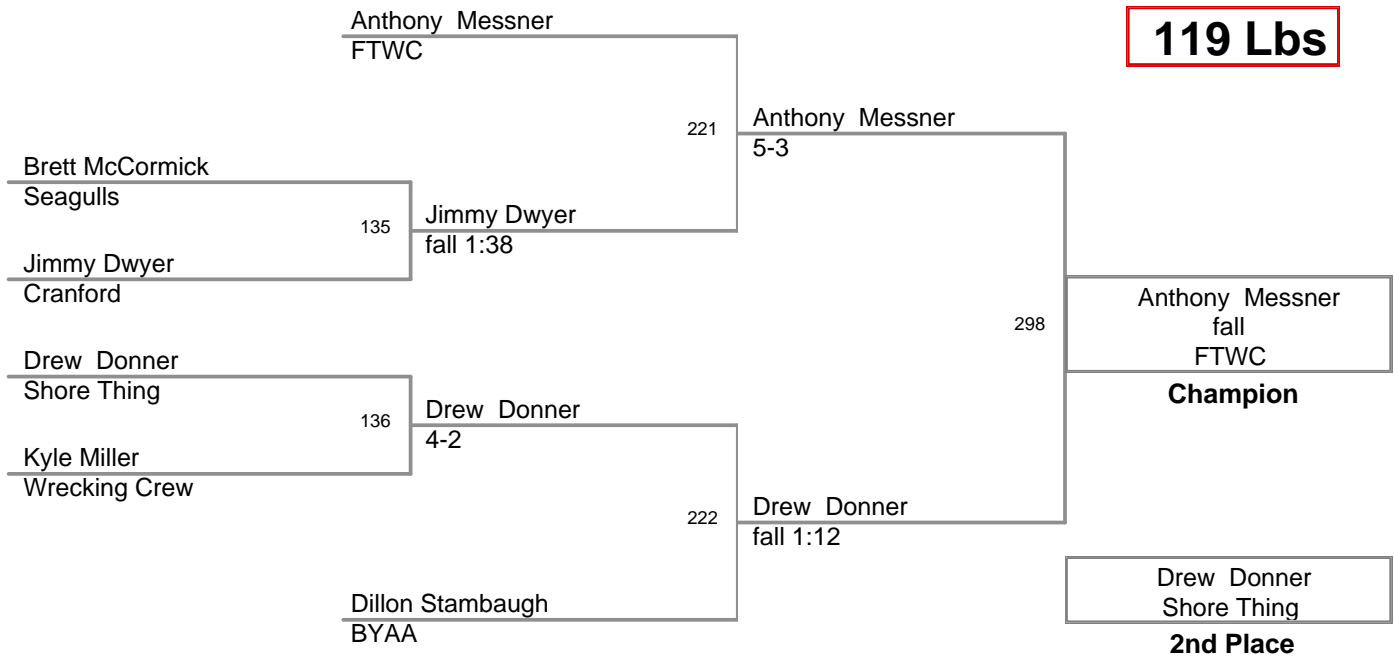 Anthony  Messner
FTWC
119 Lbs
221
Anthony  Messner
5-3
Brett McCormick
Seagulls
135
Jimmy Dwyer
fall 1:38
Jimmy Dwyer
Cranford
298
Anthony  Messner
fall
FTWC
Champion
Drew  Donner
Shore Thing
136
Drew  Donner
4-2
Kyle Miller
Wrecking Crew
222
Drew  Donner
fall 1:12
Dillon Stambaugh
BYAA
Drew  Donner
Shore Thing
2nd Place